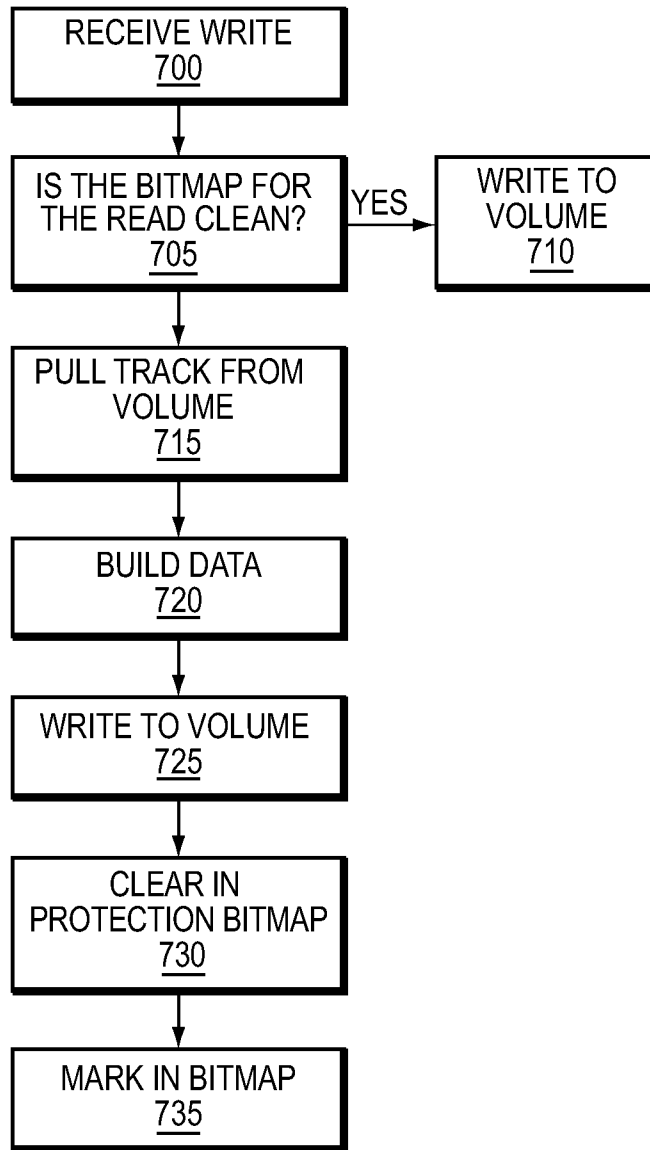 RECEIVE WRITE
700
IS THE BITMAP FOR
THE READ CLEAN?
705
YES
WRITE TO
VOLUME
710
PULL TRACK FROM
VOLUME
715
BUILD DATA
720
WRITE TO VOLUME
725
CLEAR IN
PROTECTION BITMAP
730
MARK IN BITMAP
735